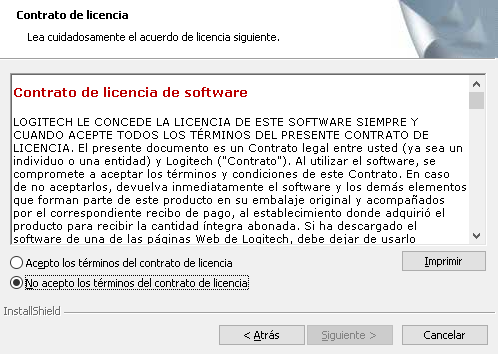 Contrato de licencia
Lea cuidadosamente el acuerdo de licencia siguiente.
Contrato de licencia de software
LOGITECH LE CONCEDE LA LICENCIA DE ESTE SOFTWARE SIEMPRE Y
CUANDO ACEPTE TODOS LOS TÉRMINOS DEL PRESENTE CONTRATO DE
LICENCIA. El presente documento es un Contrato legal entre usted (ya sea un
individuo o una entidad) y Logitech ("Contrato"). Al utilizar el software, se
compromete a aceptar los términos y condiciones de este Contrato. En caso
de no aceptarlos, devuelva inmediatamente el software y los demás elementos
que forman parte de este producto en su embalaje original y acompañados
por el correspondiente recibo de pago, al establecimiento donde adquirió el
producto para recibir la cantidad íntegra abonada. Si ha descargado el
software de una de las páginas Web de Logitech, debe dejar de usarlo
Acepto los términos del contrato de licencia
Imprimir
No acepto los términos del contrato de licencia
InstallShield
< Atrás
Siguiente >
Cancelar